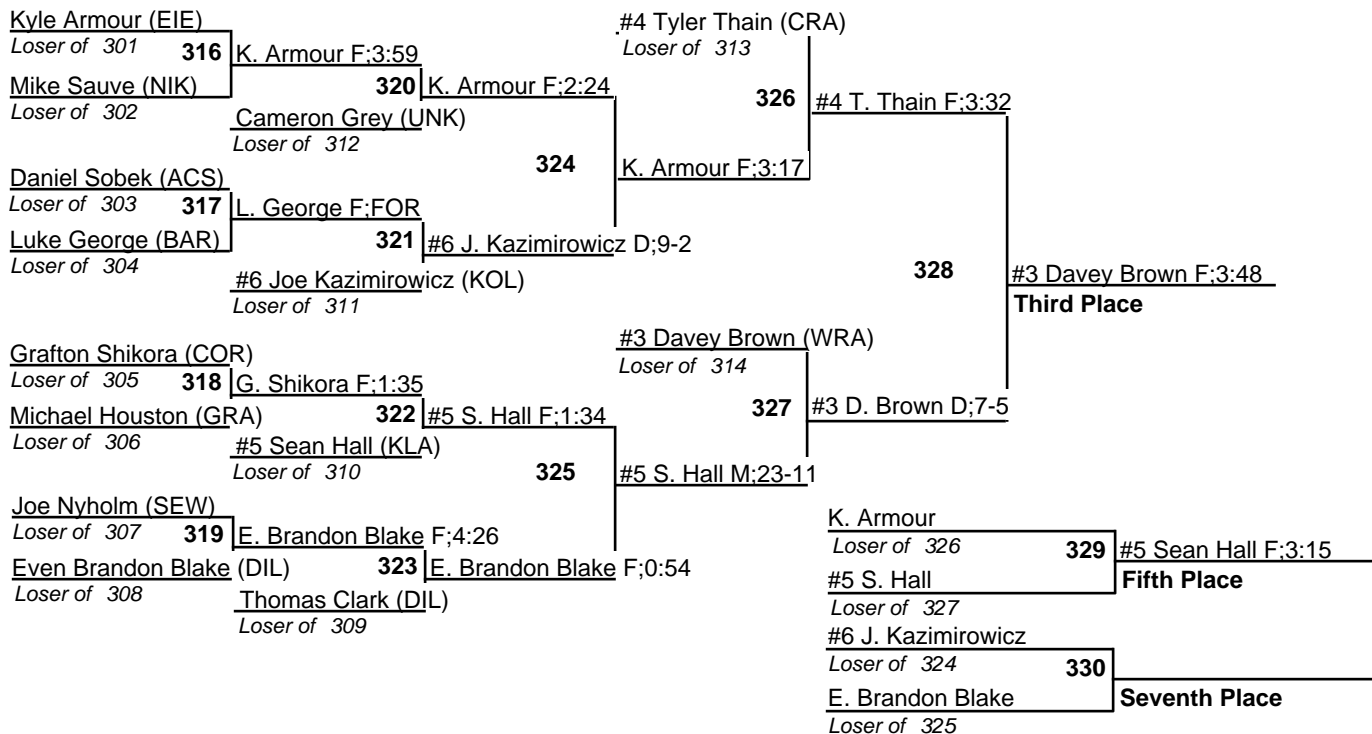 Kyle Armour (EIE)
Loser of 301
316
K. Armour F;3:59
Mike Sauve (NIK)
Loser of 302
320
K. Armour F;2:24
Cameron Grey (UNK)
Loser of 312
324
K. Armour F;3:17
Daniel Sobek (ACS)
Loser of 303
317
L. George F;FOR
Luke George (BAR)
Loser of 304
321
#6 J. Kazimirowicz D;9-2
#6 Joe Kazimirowicz (KOL)
Loser of 311
#4 Tyler Thain (CRA)
Loser of 313
326
#4 T. Thain F;3:32
328
#3 Davey Brown F;3:48
Third Place
Grafton Shikora (COR)
Loser of 305
318
G. Shikora F;1:35
Michael Houston (GRA)
Loser of 306
322
#5 S. Hall F;1:34
#5 Sean Hall (KLA)
Loser of 310
325
#5 S. Hall M;23-11
Joe Nyholm (SEW)
Loser of 307
319
E. Brandon Blake F;4:26
Even Brandon Blake (DIL)
Loser of 308
323
E. Brandon Blake F;0:54
Thomas Clark (DIL)
Loser of 309
#3 Davey Brown (WRA)
Loser of 314
327
#3 D. Brown D;7-5
K. Armour
Loser of 326
329
#5 Sean Hall F;3:15
Fifth Place
#5 S. Hall
Loser of 327
#6 J. Kazimirowicz
Loser of 324
330
Seventh Place
E. Brandon Blake
Loser of 325